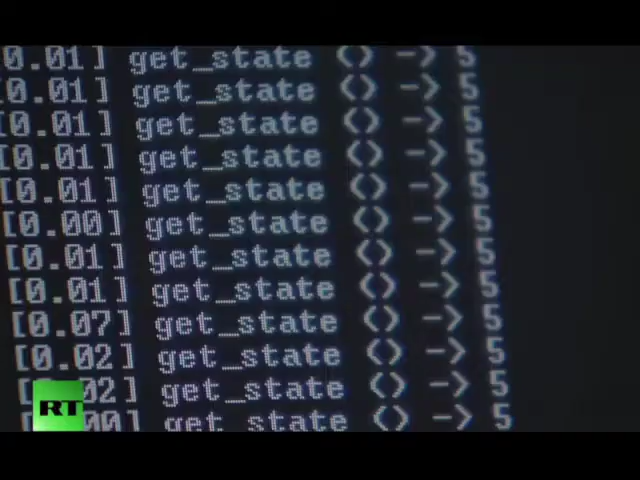 0.01] get_state <> -> 5
0.01] get_state <> -> 5
[0.01] get_state <> -> 5
[0.01] get_state <> -> 5
[0.01] get_state <> -> 5
[0.00] get_state <> -> 5
[0.01] get_state <> -> 5
[0.01] get_state <> -> 5
[0.07] get_state <> -> 5
[0.02] get_state <> -> 5
02] get_state <> -> 5
00] get_state <> -> 5
RT